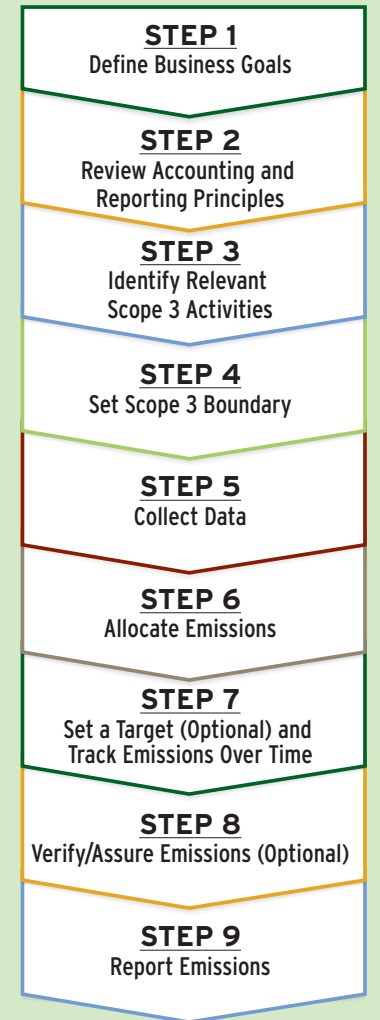 STEP 1
Define Business Goals
STEP 2
Review Accounting and
Reporting Principles
STEP 3
Identify Relevant
Scope 3 Activities
STEP 4
Set Scope 3 Boundary
STEP 5
Collect Data
STEP 6
Allocate Emissions
STEP 7
Set a Target (Optional) and
Track Emissions Over Time
STEP 8
Verify/Assure Emissions (Optional)
STEP 9
Report Emissions